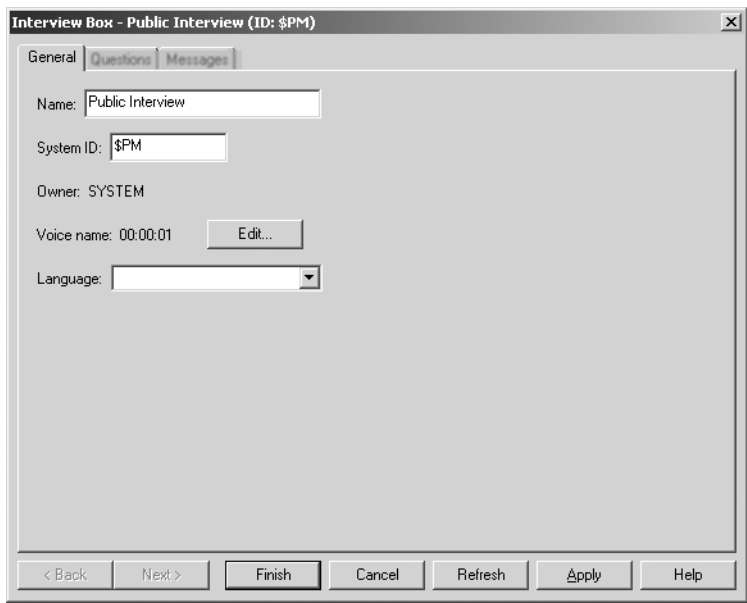 Interview Box - Public Interview (ID: $PM)
General Questions Messages
Name: Public Interview
System ID: $PM
Owner: SYSTEM
Voice name: 00:00:01 Edit...
Language:
< Back Next > Finish Cancel Refresh Apply Help